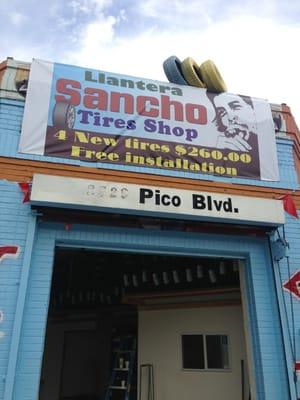 Llantera
Sancho
Tires Shop
4 New tires $260.00
Free installation
Pico Blvd.